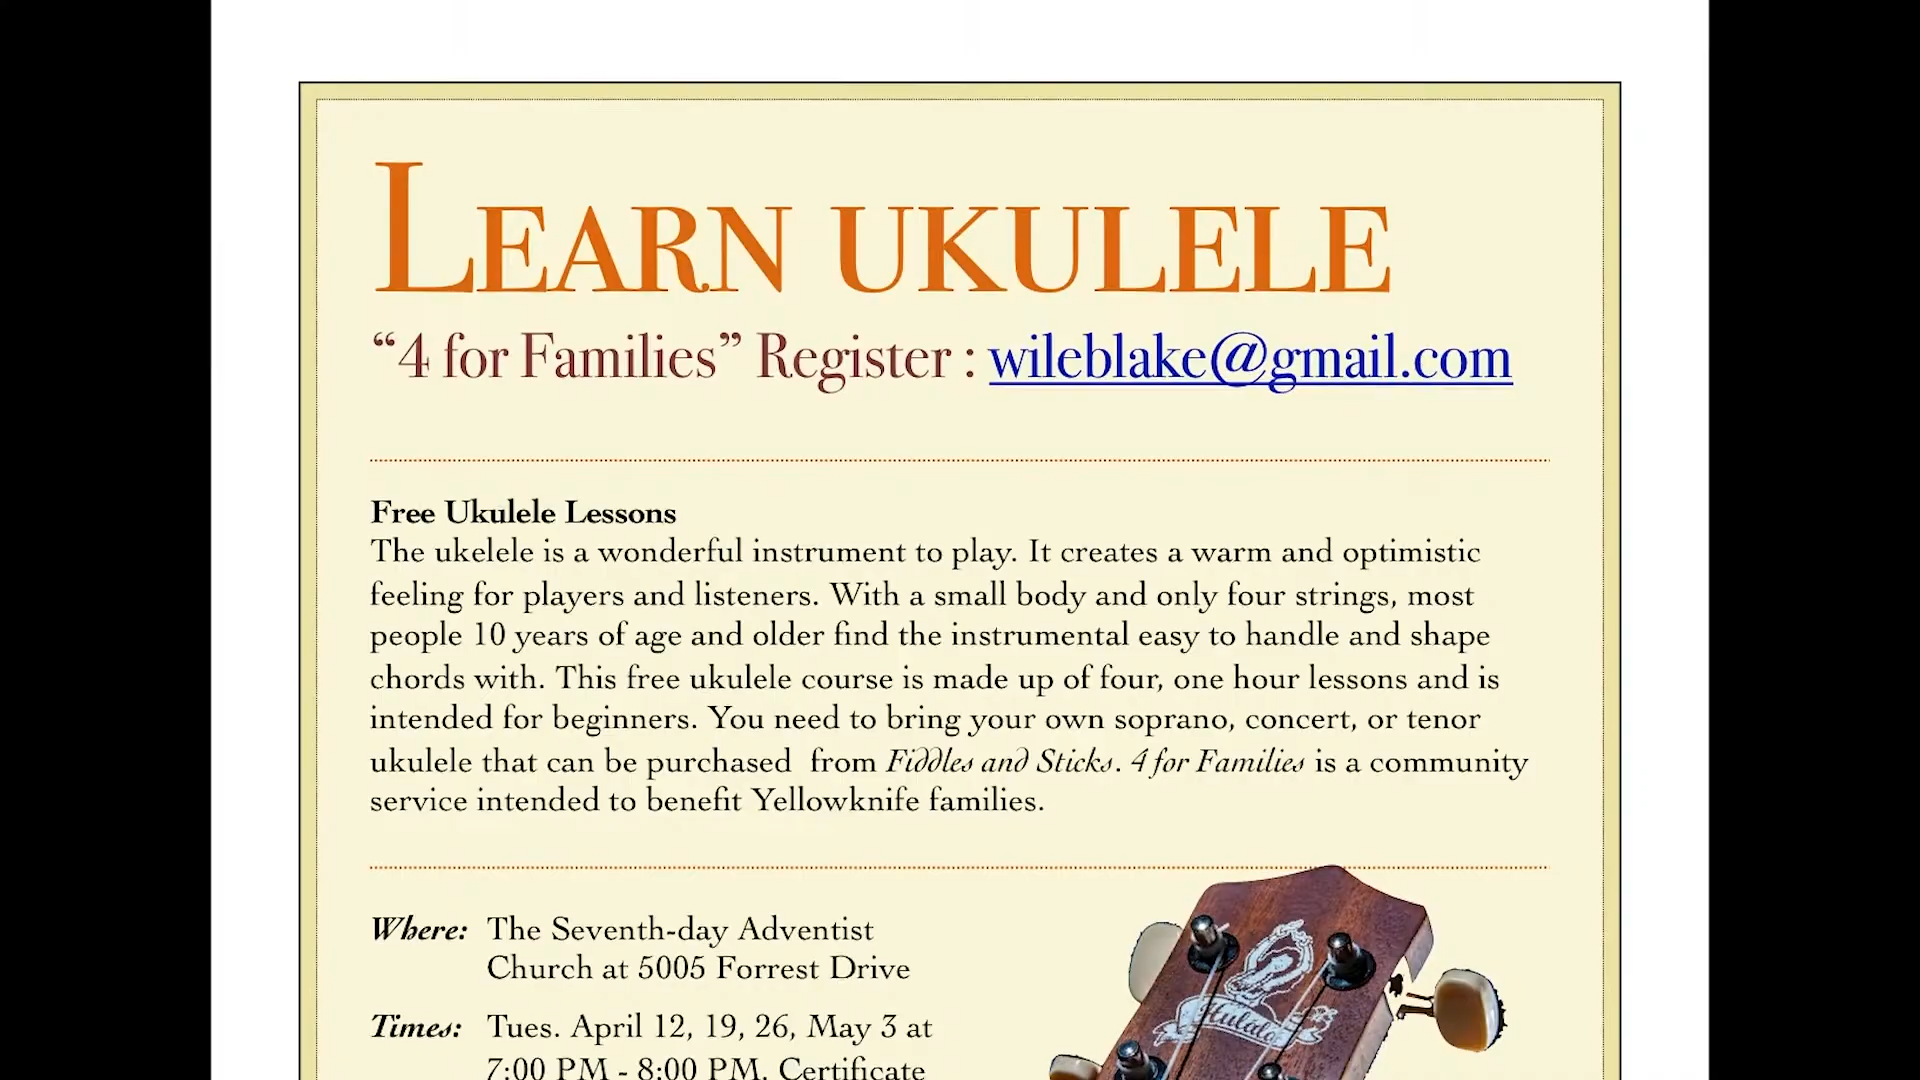 LEARN UKULELE
“4 for Families” Register : wileblake@gmail.com
Free Ukulele Lessons
The ukelele is a wonderful instrument to play. It creates a warm and optimistic
feeling for players and listeners. With a small body and only four strings, most
people 10 years of age and older find the instrumental easy to handle and shape
chords with. This free ukulele course is made up of four, one hour lessons and is
intended for beginners. You need to bring your own soprano, concert, or tenor
ukulele that can be purchased  from Fiddles and Sticks. 4 for Families is a community
service intended to benefit Yellowknife families.
Where: The Seventh-day Adventist
Church at 5005 Forrest Drive
Times: Tues. April 12, 19, 26, May 3 at
7:00 PM - 8:00 PM. Certificate